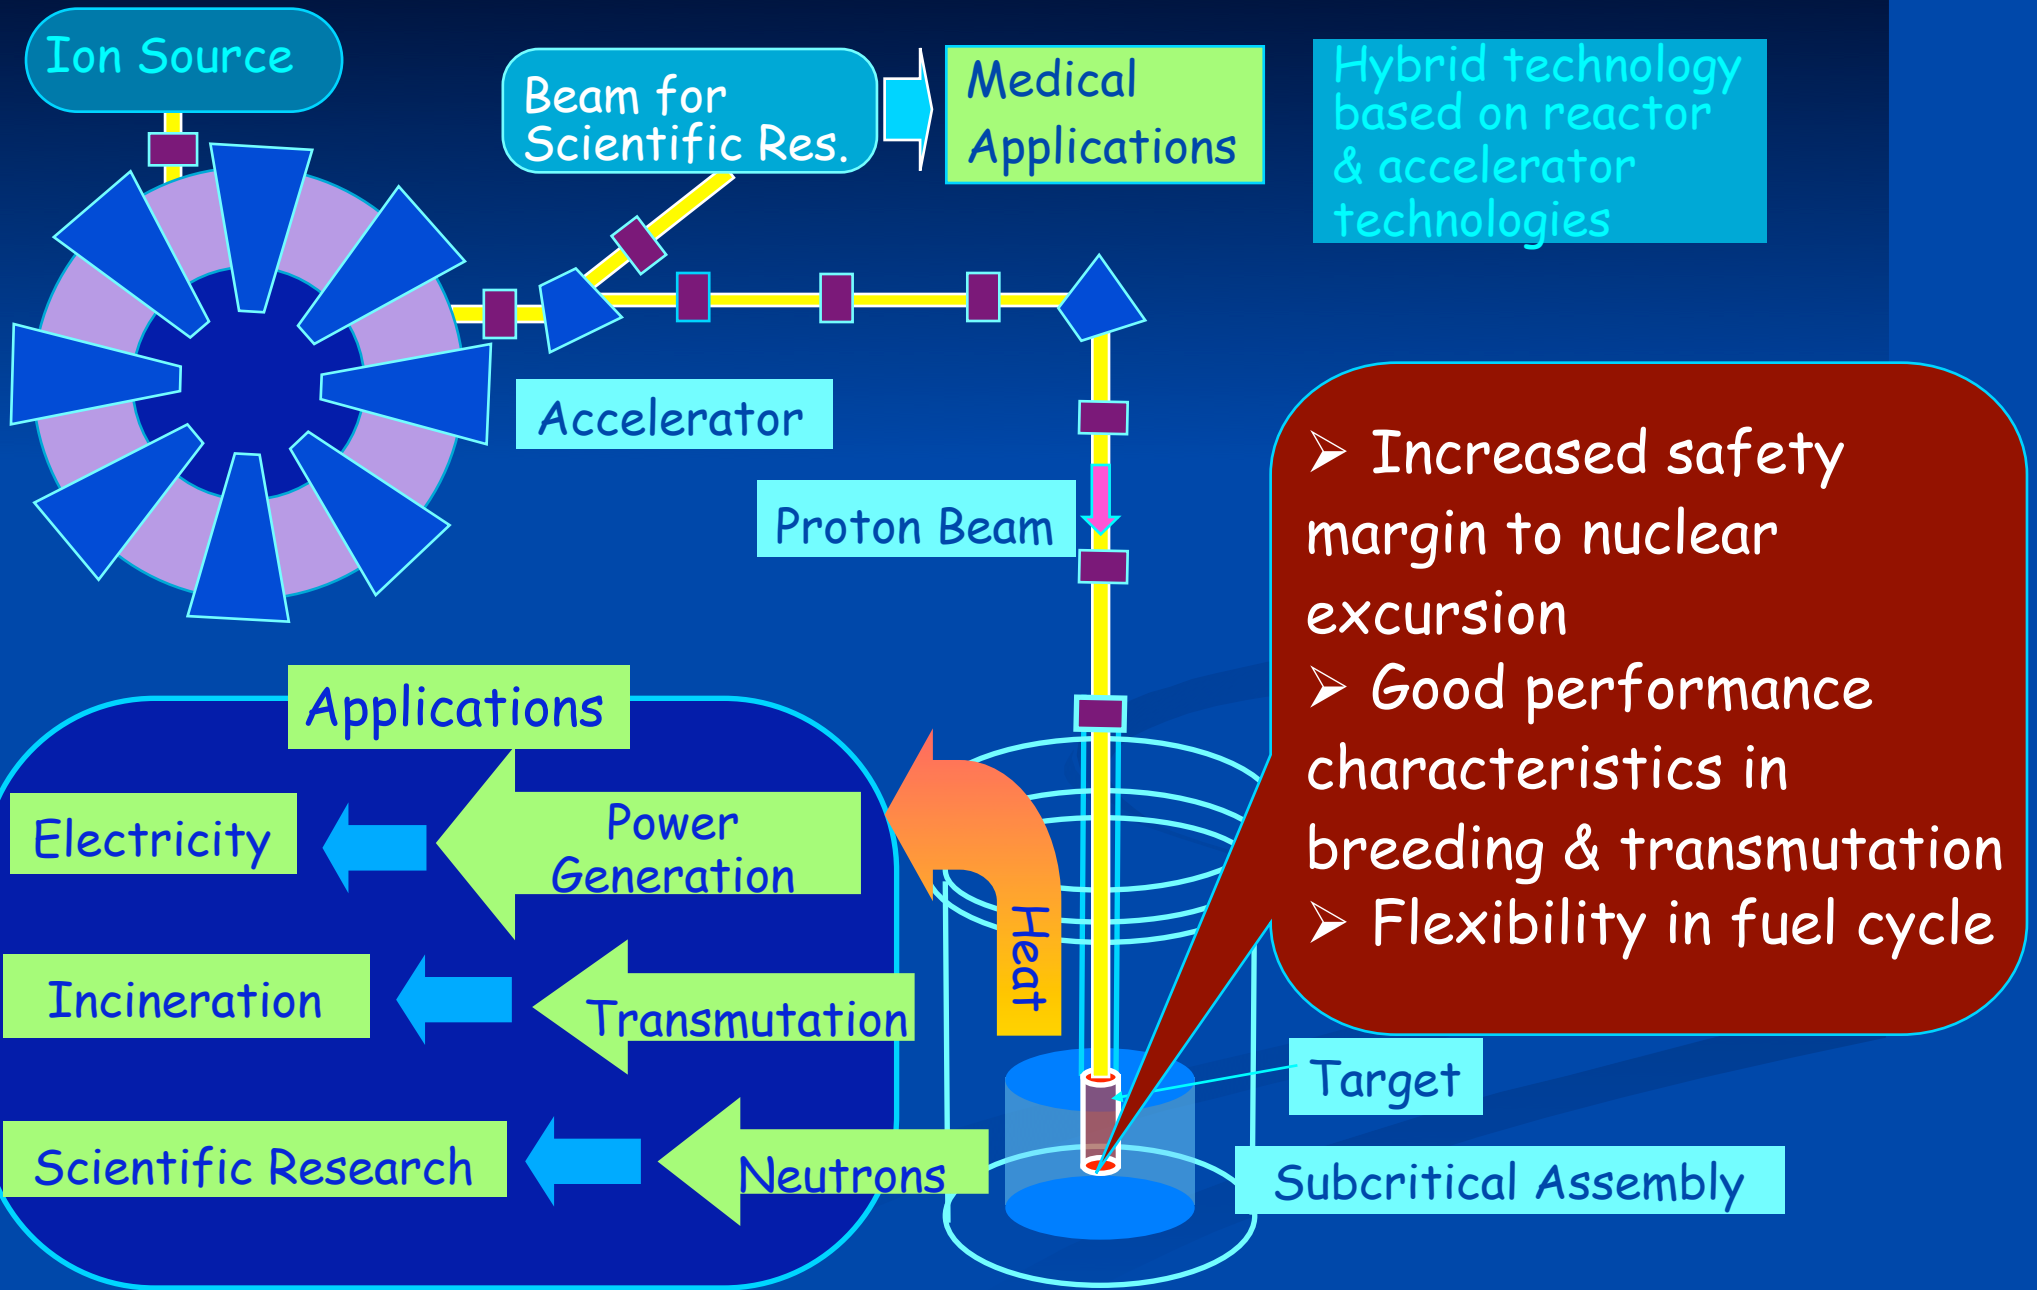 Ion Source
Beam for
Scientific Res.
Medical
Applications
Hybrid technology
based on reactor
& accelerator
technologies
Accelerator
Proton Beam
➢ Increased safety
margin to nuclear
excursion
➢ Good performance
characteristics in
breeding & transmutation
➢ Flexibility in fuel cycle
Applications
Electricity
Power
Generation
Heat
Incineration
Transmutation
Target
Scientific Research
Neutrons
Subcritical Assembly